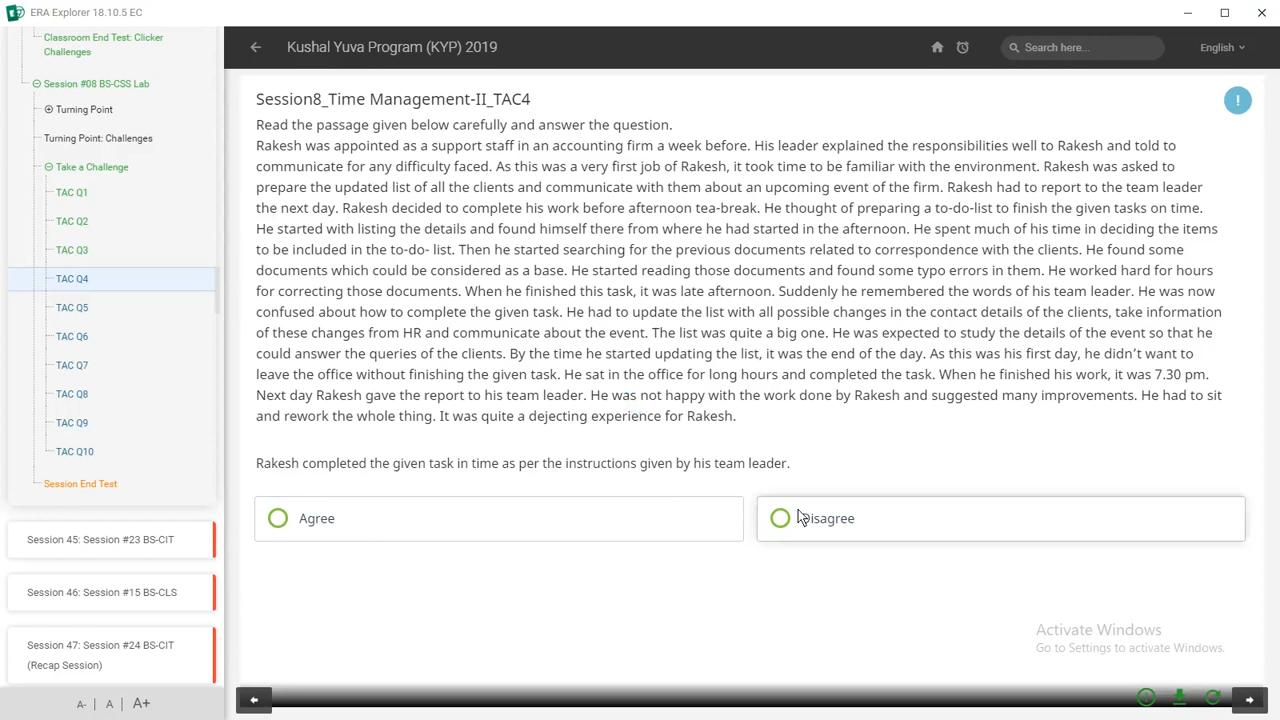 ERA Explorer 18.10.5 EC
Classroom End Test: Clicker
Challenges
Session #08 BS-CSS Lab
Turning Point
Turning Point: Challenges
Take a Challenge
TAC Q1
TAC Q2
TAC Q3
TAC Q4
TAC Q5
TAC Q6
TAC Q7
TAC Q8
TAC Q9
TAC Q10
Session End Test
Session 45: Session #23 BS-CIT
Session 46: Session #15 BS-CLS
Session 47: Session #24 BS-CIT
(Recap Session)
A- | A | A+
Kushal Yuva Program (KYP) 2019
Search here...
English
Session8_Time Management-II_TAC4
!
Read the passage given below carefully and answer the question.
Rakesh was appointed as a support staff in an accounting firm a week before. His leader explained the responsibilities well to Rakesh and told to
communicate for any difficulty faced. As this was a very first job of Rakesh, it took time to be familiar with the environment. Rakesh was asked to
prepare the updated list of all the clients and communicate with them about an upcoming event of the firm. Rakesh had to report to the team leader
the next day. Rakesh decided to complete his work before afternoon tea-break. He thought of preparing a to-do-list to finish the given tasks on time.
He started with listing the details and found himself there from where he had started in the afternoon. He spent much of his time in deciding the items
to be included in the to-do- list. Then he started searching for the previous documents related to correspondence with the clients. He found some
documents which could be considered as a base. He started reading those documents and found some typo errors in them. He worked hard for hours
for correcting those documents. When he finished this task, it was late afternoon. Suddenly he remembered the words of his team leader. He was now
confused about how to complete the given task. He had to update the list with all possible changes in the contact details of the clients, take information
of these changes from HR and communicate about the event. The list was quite a big one. He was expected to study the details of the event so that he
could answer the queries of the clients. By the time he started updating the list, it was the end of the day. As this was his first day, he didn't want to
leave the office without finishing the given task. He sat in the office for long hours and completed the task. When he finished his work, it was 7.30 pm.
Next day Rakesh gave the report to his team leader. He was not happy with the work done by Rakesh and suggested many improvements. He had to sit
and rework the whole thing. It was quite a dejecting experience for Rakesh.
Rakesh completed the given task in time as per the instructions given by his team leader.
Agree
Disagree
Activate Windows
Go to Settings to activate Windows.